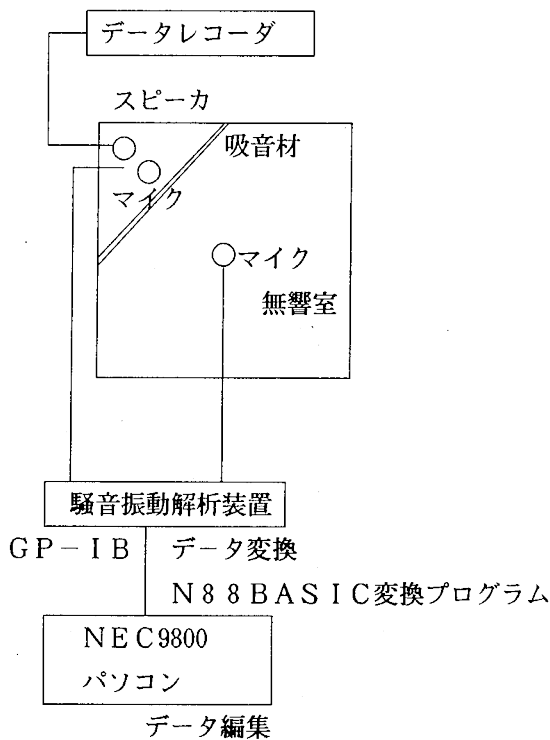 データレコーダ
スピーカ
吸音材
マイク
マイク
無響室
騒音振動解析装置
GP-IB データ変換
N88BASIC変換プログラム
NEC9800
パソコン
データ編集